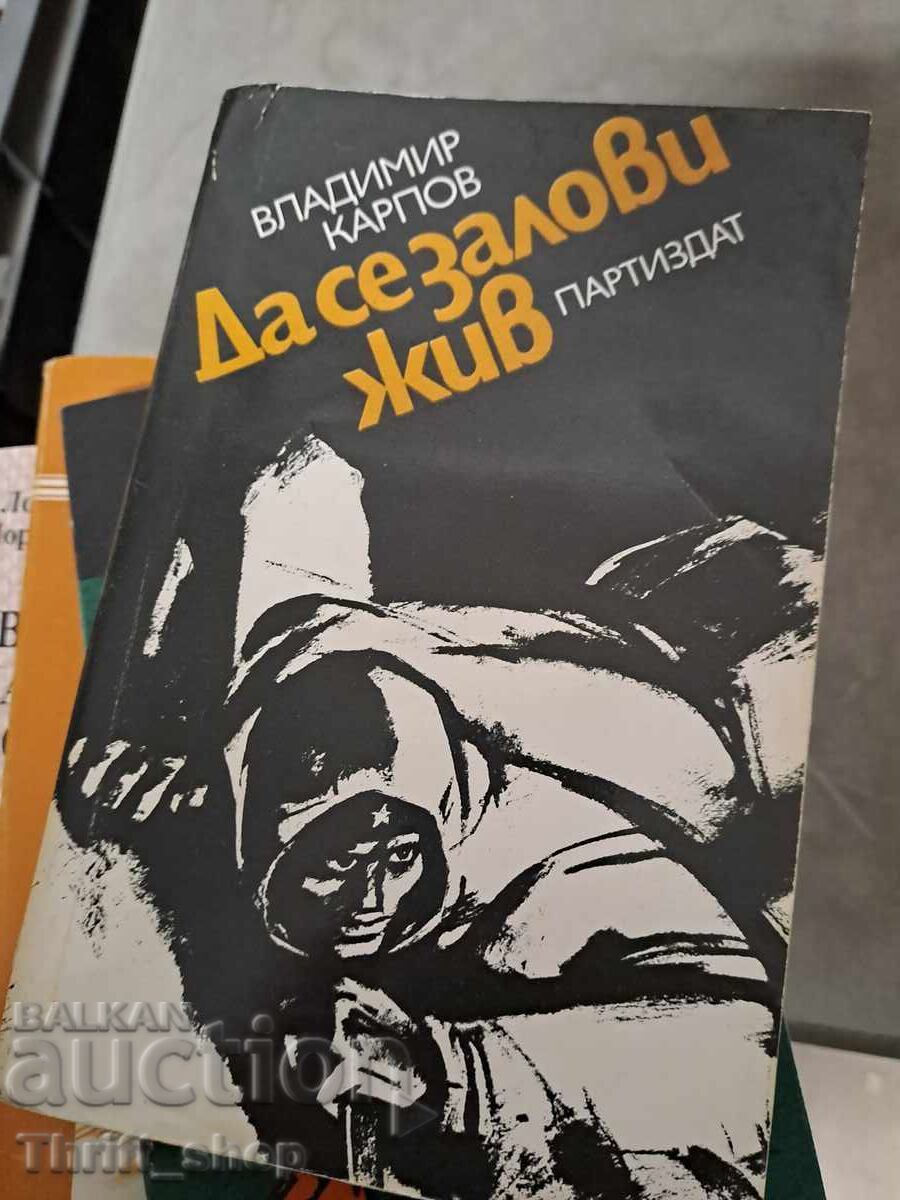 ВЛАДИМИР
КАРПОВ
Да се залови
жив
ПАРТИЗДАТ
BALKAN
auction
Thrift_shop